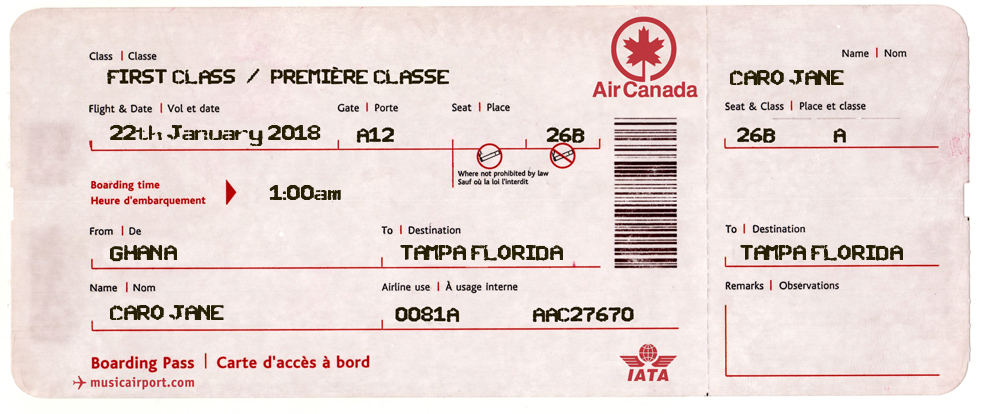 Class | Classe
FIRST CLASS / PREMIÈRE CLASSE
Flight & Date | Vol et date
Gate | Porte
Seat | Place
22th January 2018
A12
26B
Where not prohibited by law
Sauf où la loi l'interdit
Boarding time
Heure d'embarquement
1:00am
From | De
To | Destination
GHANA
TAMPA FLORIDA
Name | Nom
Airline use | À usage interne
CARO JANE
0081A
AAC27670
Boarding Pass | Carte d'accès à bord
musicairport.com
Air Canada
IATA
Name | Nom
CARO JANE
Seat & Class | Place et classe
26B
A
To | Destination
TAMPA FLORIDA
Remarks | Observations